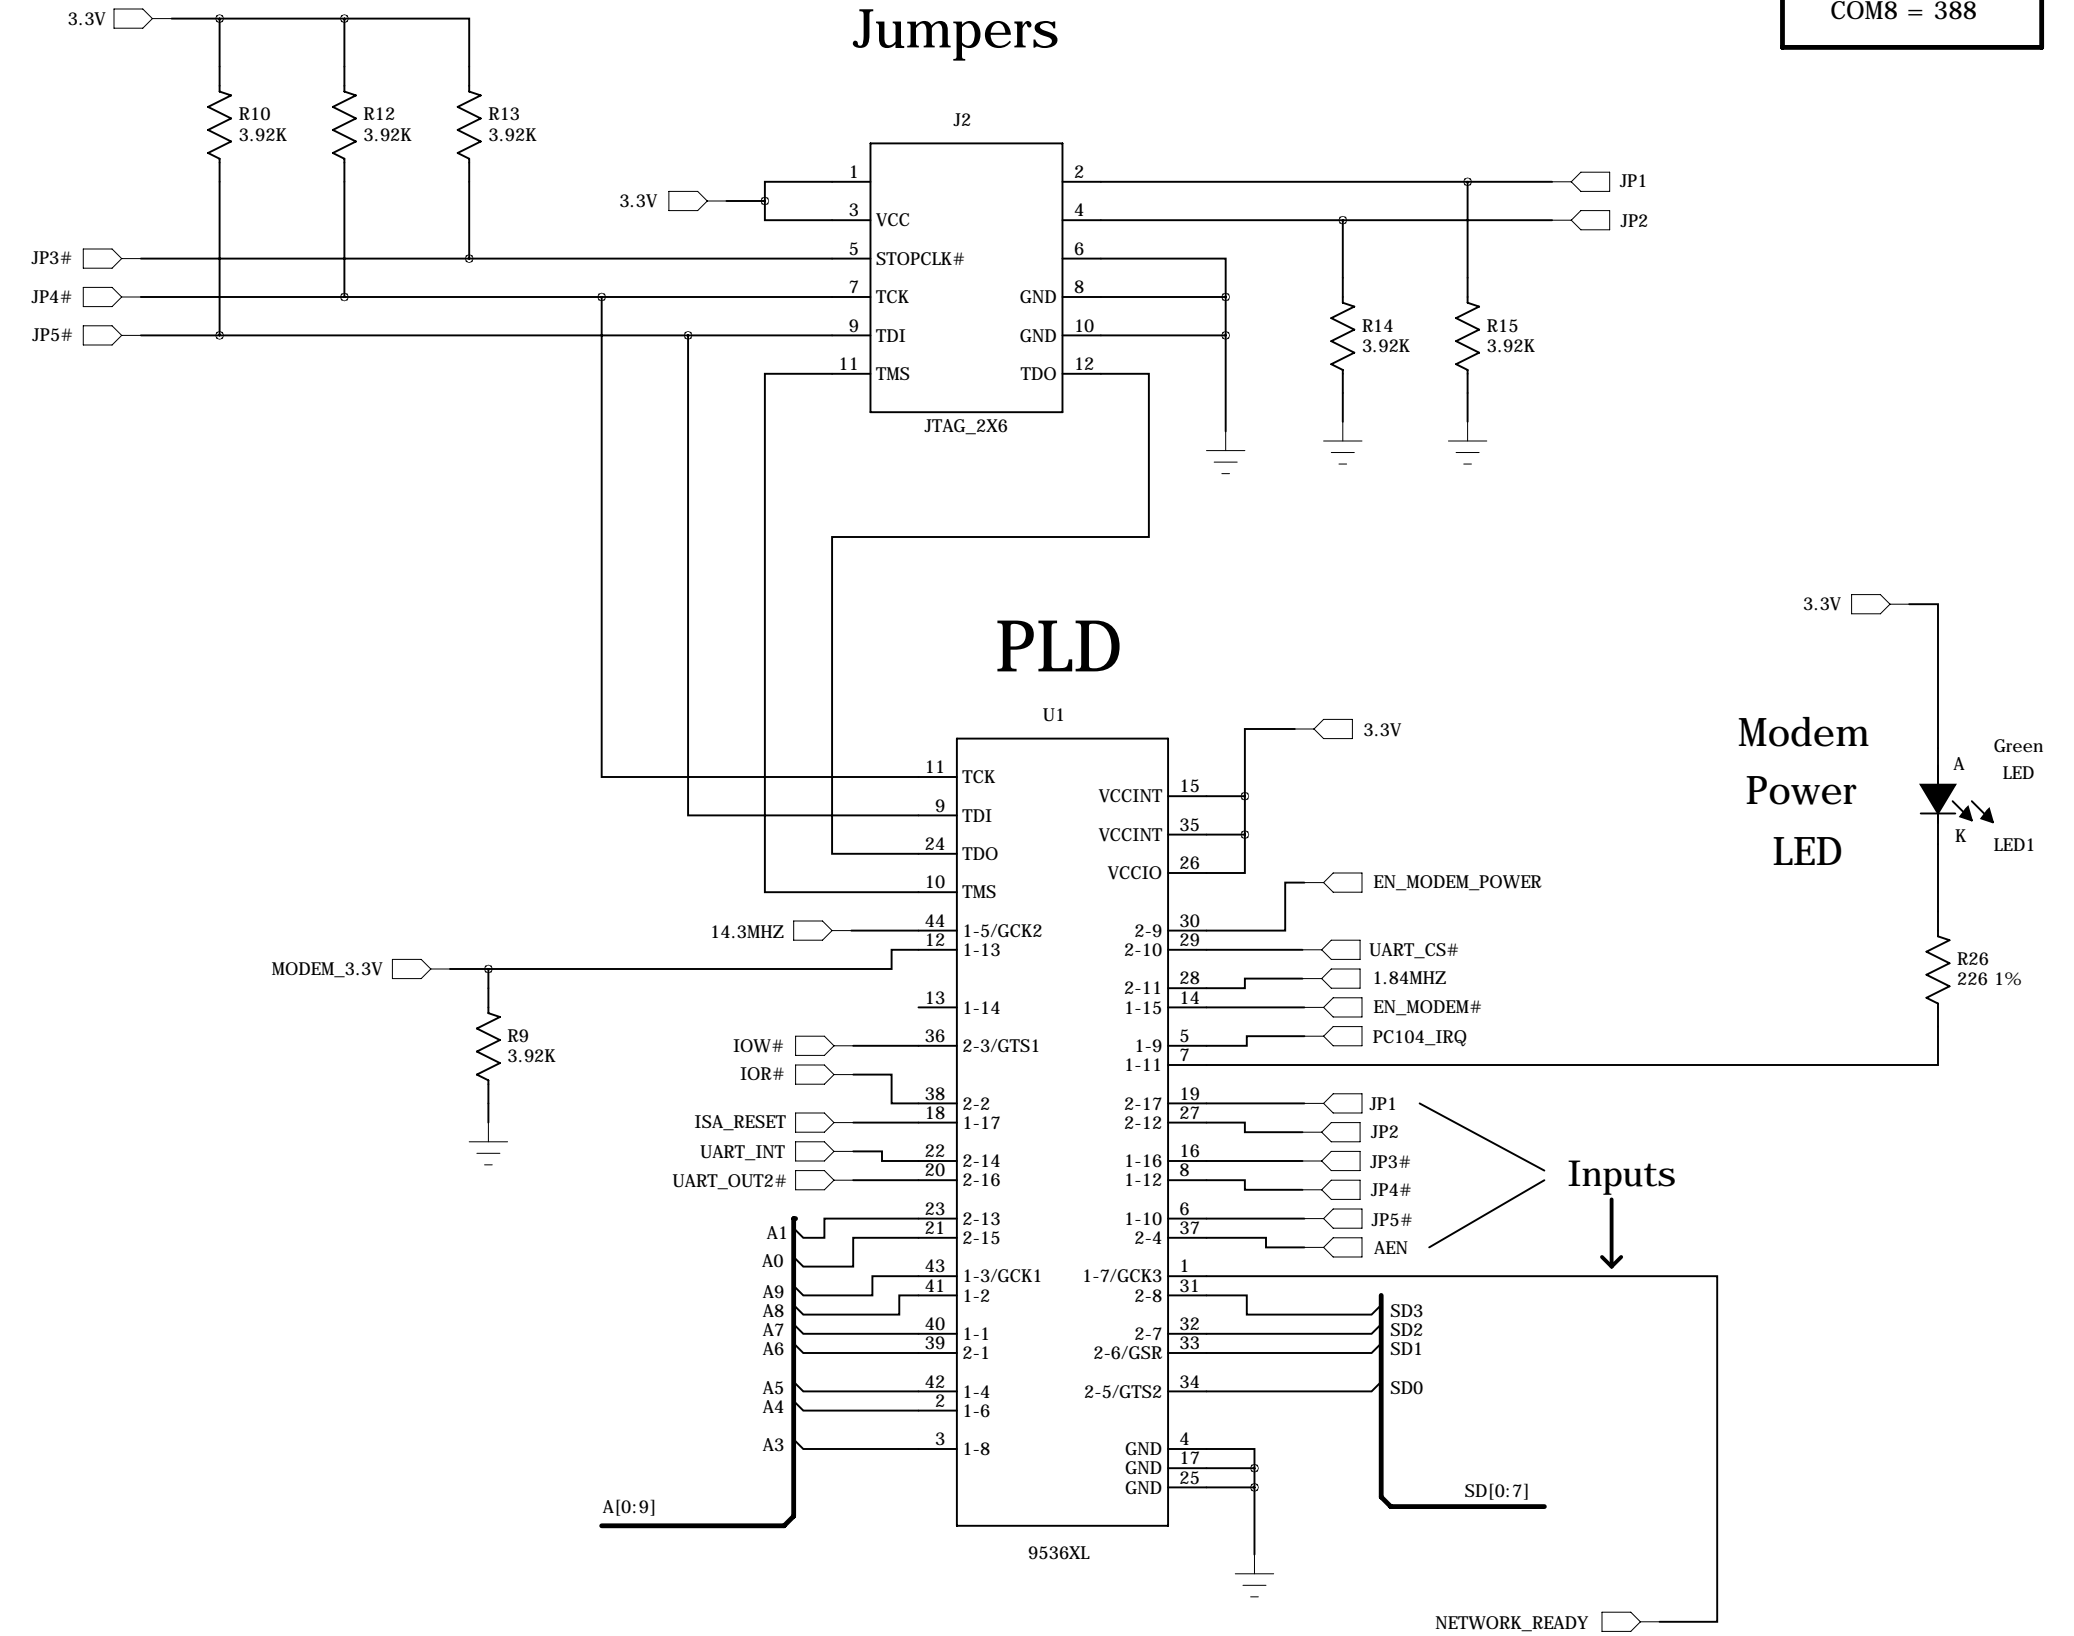 COM8 = 388
Jumpers
3.3V
R10
3.92K
R12
3.92K
R13
3.92K
JP3#
JP4#
JP5#
3.3V
J2
1
3
5
7
9
11
VCC
STOPCLK#
TCK
TDI
TMS
GND
GND
TDO
2
4
6
8
10
12
JTAG_2X6
JP1
JP2
R14
3.92K
R15
3.92K
PLD
U1
11
TCK
9
TDI
24
TDO
10
TMS
14.3MHZ
44
1-5/GCK2
MODEM_3.3V
12
1-13
R9
3.92K
13
1-14
IOW#
36
2-3/GTS1
IOR#
38
2-2
ISA_RESET
18
1-17
UART_INT
22
2-14
UART_OUT2#
20
2-16
A1
23
2-13
A0
21
2-15
A9
43
1-3/GCK1
A8
41
1-2
A7
40
1-1
A6
39
2-1
A5
42
1-4
A4
2
1-6
A3
3
1-8
A[0:9]
3.3V
VCCINT
15
VCCINT
35
VCCIO
26
2-9
30
EN_MODEM_POWER
2-10
29
UART_CS#
2-11
28
1.84MHZ
1-15
14
EN_MODEM#
1-9
5
PC104_IRQ
1-11
7
2-17
19
JP1
2-12
27
JP2
1-16
16
JP3#
1-12
8
JP4#
1-10
6
JP5#
2-4
37
AEN
Inputs
1-7/GCK3
1
2-8
31
SD3
2-7
32
SD2
2-6/GSR
33
SD1
2-5/GTS2
34
SD0
GND
4
GND
17
GND
25
SD[0:7]
9536XL
NETWORK_READY
3.3V
Modem
Power
LED
A
Green
LED
K
LED1
R26
226 1%